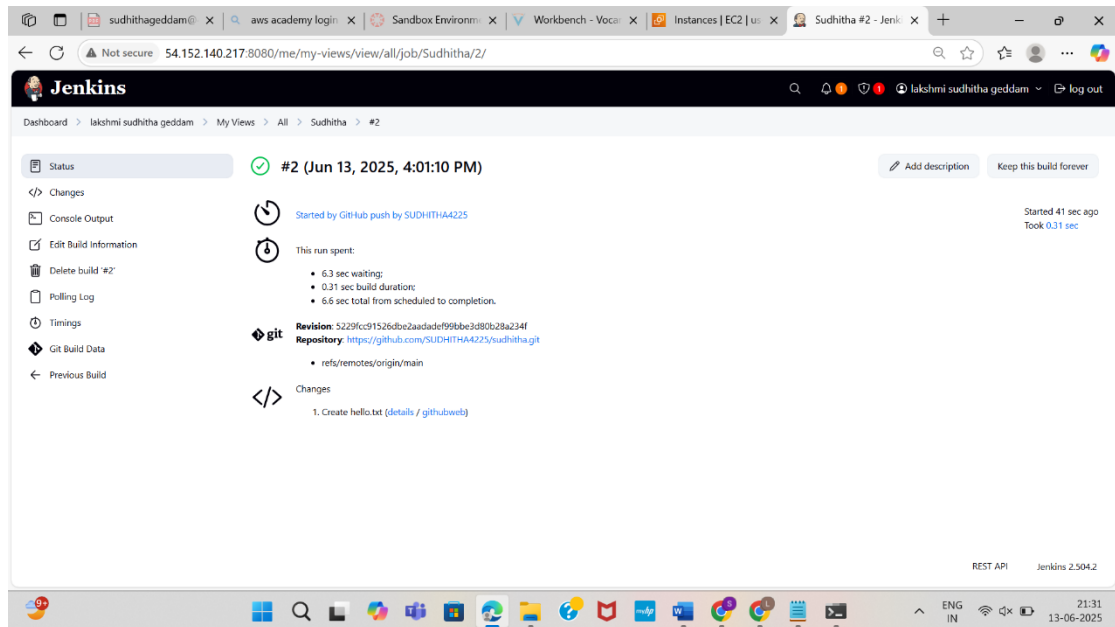 sudhithageddam@
aws academy login
Sandbox Environm
Workbench - Vocar
Instances | EC2 | us
Sudhitha #2 - Jenki
Not secure 54.152.140.217:8080/me/my-views/view/all/job/Sudhitha/2/
Jenkins
1
1
lakshmi sudhitha geddam
log out
Dashboard > lakshmi sudhitha geddam > My Views > All > Sudhitha > #2
Status
Changes
Console Output
Edit Build Information
Delete build '#2'
Polling Log
Timings
Git Build Data
Previous Build
#2 (Jun 13, 2025, 4:01:10 PM)
Add description
Keep this build forever
Started by GitHub push by SUDHITHA4225
Started 41 sec ago
Took 0.31 sec
This run spent:
• 6.3 sec waiting;
• 0.31 sec build duration;
• 6.6 sec total from scheduled to completion.
git
Revision: 5229fcc91526dbe2aadadef99bbe3d80b28a234f
Repository: https://github.com/SUDHITHA4225/sudhitha.git
• refs/remotes/origin/main
Changes
1. Create hello.txt (details / githubweb)
REST API
Jenkins 2.504.2
9+
myhp
ENG
IN
21:31
13-06-2025